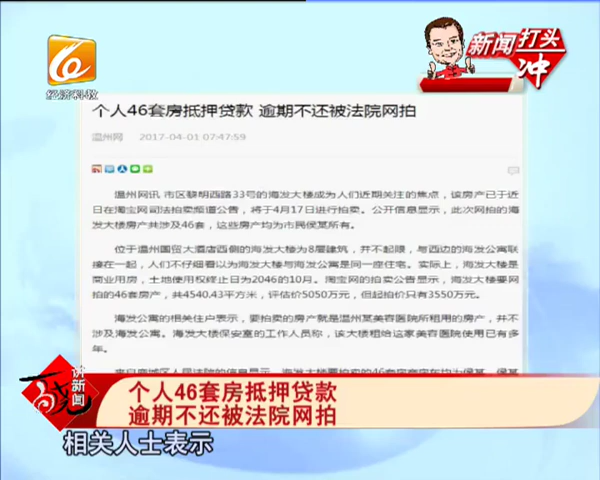 经济科教
新闻打头
冲
个人46套房抵押贷款 逾期不还被法院网拍
温州网 2017-04-01 07:47:59
温州网讯 市区黎明西路33号的海发大楼成为人们近期关注的焦点，该房产已于近
日在淘宝网司法拍卖频道公告，将于4月17日进行拍卖。公开信息显示，此次网拍的海
发大楼房产共涉及46套，这些房产均为市民侯某所有。
位于温州国贸大酒店西侧的海发大楼为8层建筑，并不起眼，与西边的海发公寓联
接在一起，人们不仔细看以为海发大楼与海发公寓是同一座住宅。实际上，海发大楼是
商业用房，土地使用权终止日为2046的10月。淘宝网的拍卖公告显示，海发大楼要网
拍的46套房产，共4540.43平方米，评估价5050万元，但起拍价只有3550万元。
海发公寓的相关住户表示，要拍卖的房产就是温州某美容医院所租用的房产，并不
涉及海发公寓。海发大楼保安室的工作人员称，该大楼租给这家美容医院使用已有多
年。
讲新闻
个人46套房抵押贷款
逾期不还被法院网拍
相关人士表示